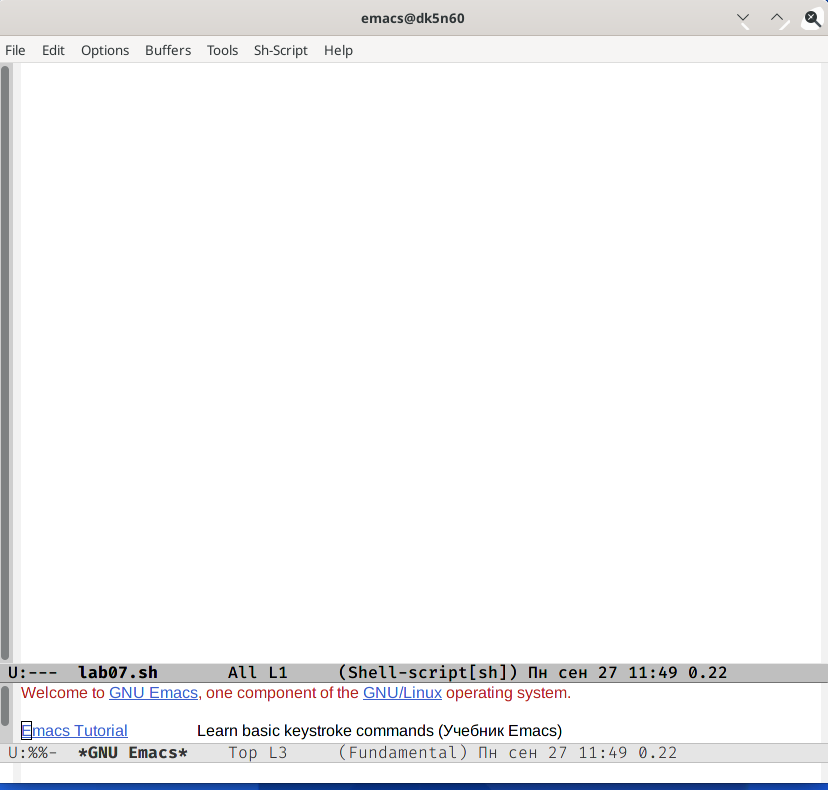 emacs@dk5n60
File Edit Options Buffers Tools Sh-Script Help
U:--- lab07.sh All L1 (Shell-script[sh]) Пн сен 27 11:49 0.22
Welcome to GNU Emacs, one component of the GNU/Linux operating system.
Emacs Tutorial Learn basic keystroke commands (Учебник Emacs)
U:%%- *GNU Emacs* Top L3 (Fundamental) Пн сен 27 11:49 0.22